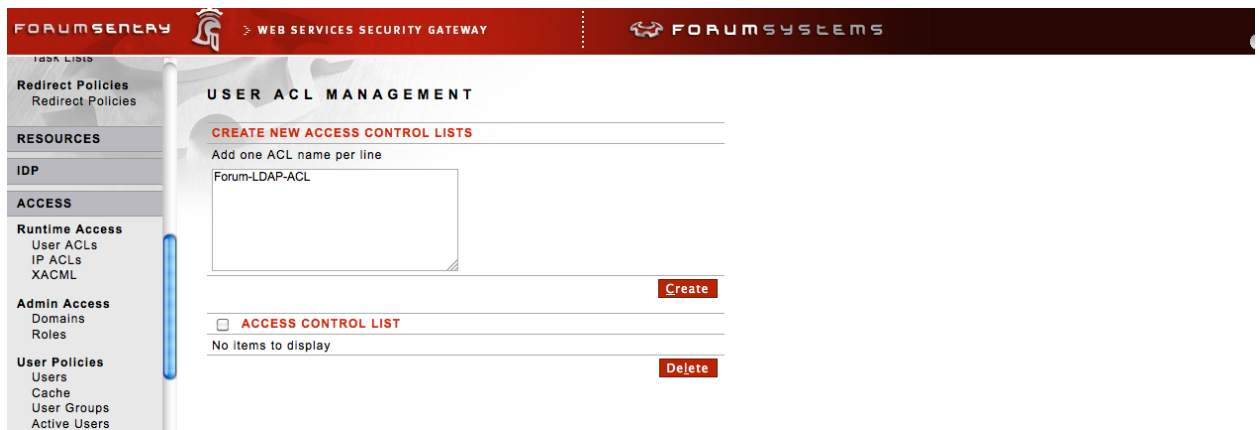 FORUMSENTRY
> WEB SERVICES SECURITY GATEWAY
FORUMSYSTEMS
Task Lists
Redirect Policies
Redirect Policies
RESOURCES
IDP
ACCESS
Runtime Access
User ACLs
IP ACLs
XACML
Admin Access
Domains
Roles
User Policies
Users
Cache
User Groups
Active Users
USER ACL MANAGEMENT
CREATE NEW ACCESS CONTROL LISTS
Add one ACL name per line
Forum-LDAP-ACL
Create
ACCESS CONTROL LIST
No items to display
Delete